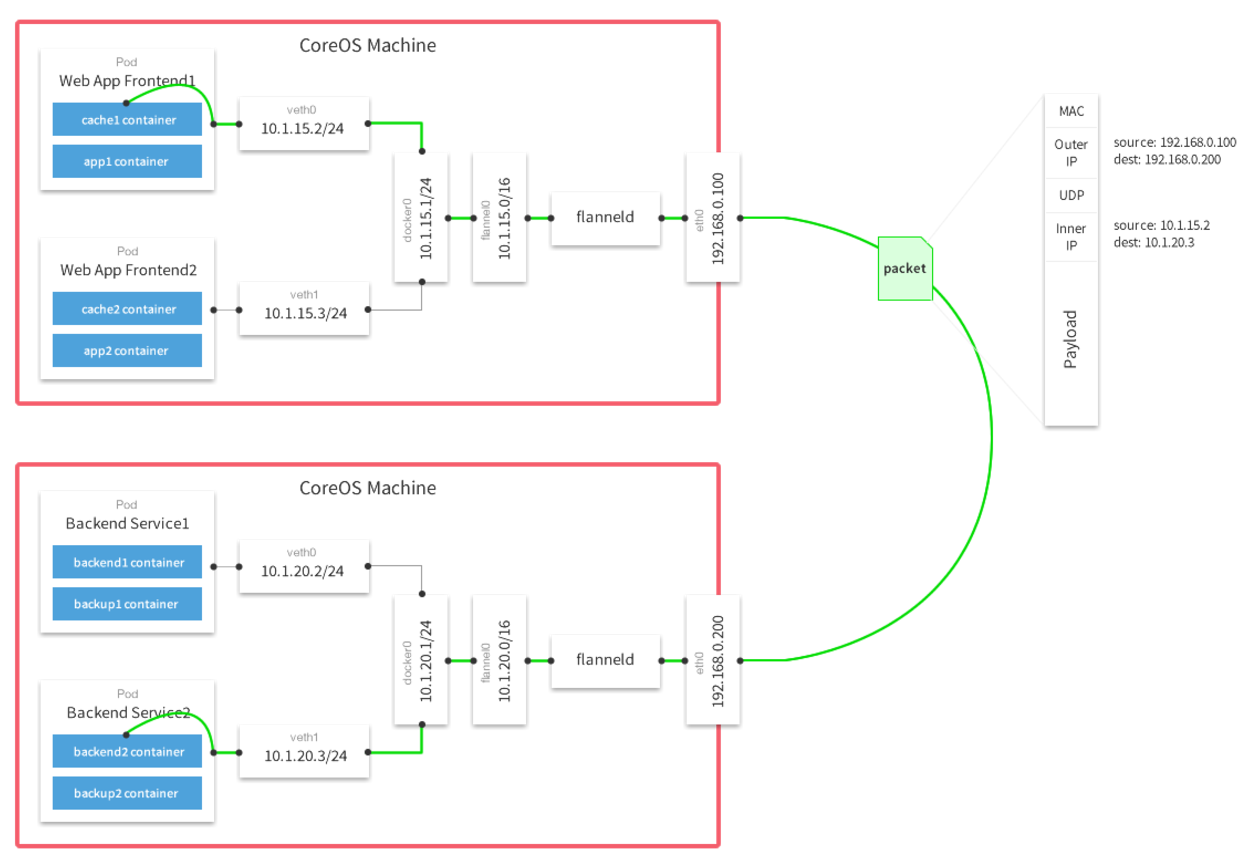 CoreOS Machine
Pod
Web App Frontend1
cache1 container
app1 container
veth0
10.1.15.2/24
Pod
Web App Frontend2
cache2 container
app2 container
veth1
10.1.15.3/24
docker0
10.1.15.1/24
flannel0
10.1.15.0/16
flanneld
eth0
192.168.0.100
packet
MAC
Outer
IP
source: 192.168.0.100
dest: 192.168.0.200
UDP
Inner
IP
source: 10.1.15.2
dest: 10.1.20.3
Payload
CoreOS Machine
Pod
Backend Service1
backend1 container
backup1 container
veth0
10.1.20.2/24
Pod
Backend Service2
backend2 container
backup2 container
veth1
10.1.20.3/24
docker0
10.1.20.1/24
flannel0
10.1.20.0/16
flanneld
eth0
192.168.0.200